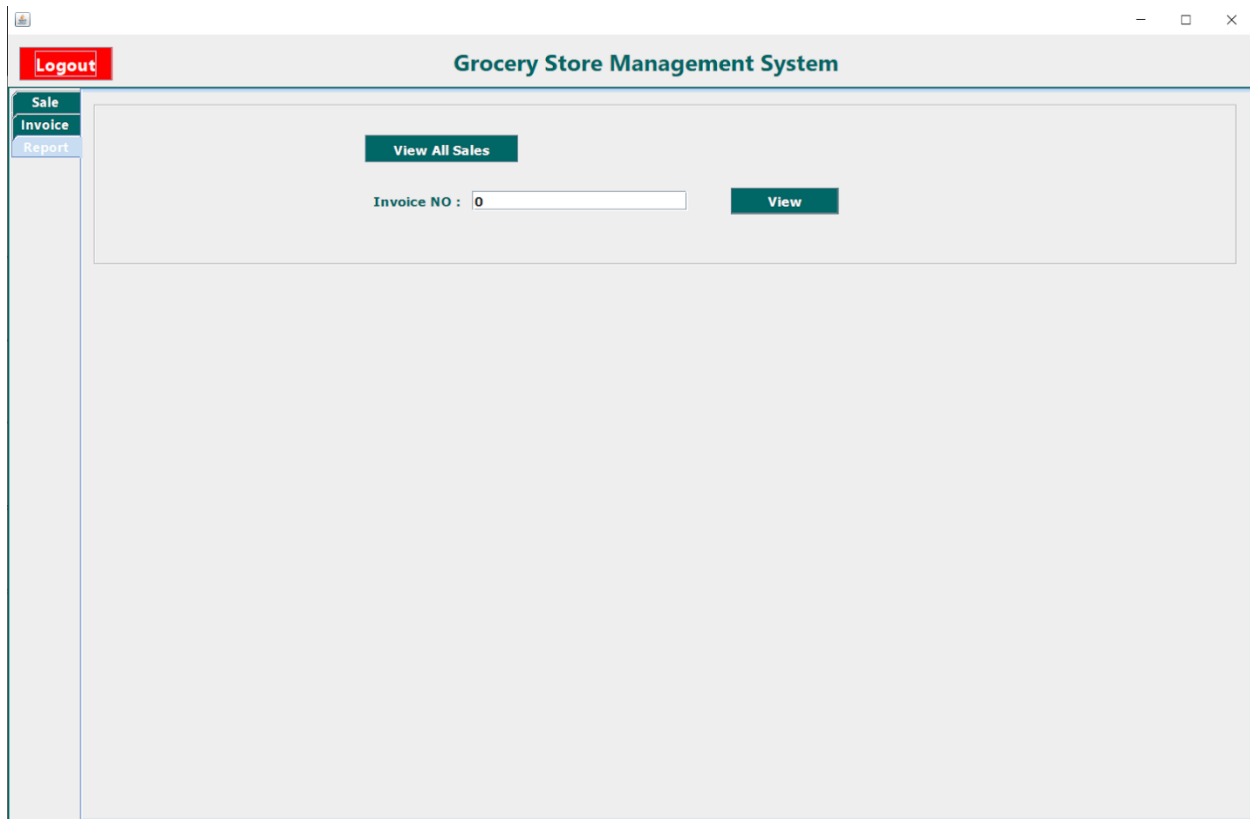 Logout
Grocery Store Management System
Sale
Invoice
Report
View All Sales
Invoice NO : 0
View